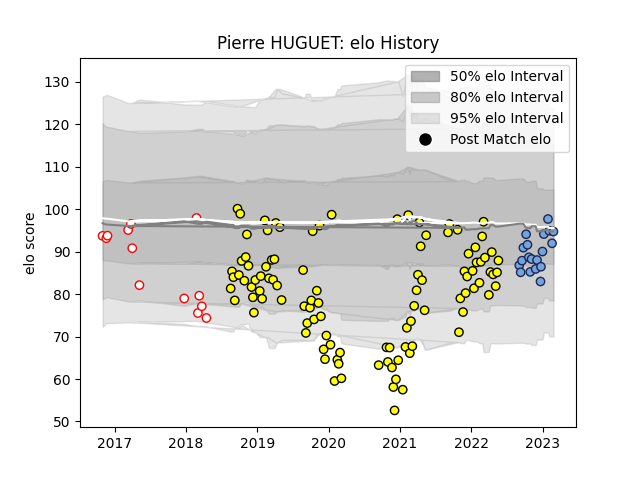 Pierre HUGUET: elo History
50% elo Interval
80% elo Interval
95% elo Interval
Post Match elo
elo score
130
120
110
100
90
80
70
60
50
2017 2018 2019 2020 2021 2022 2023